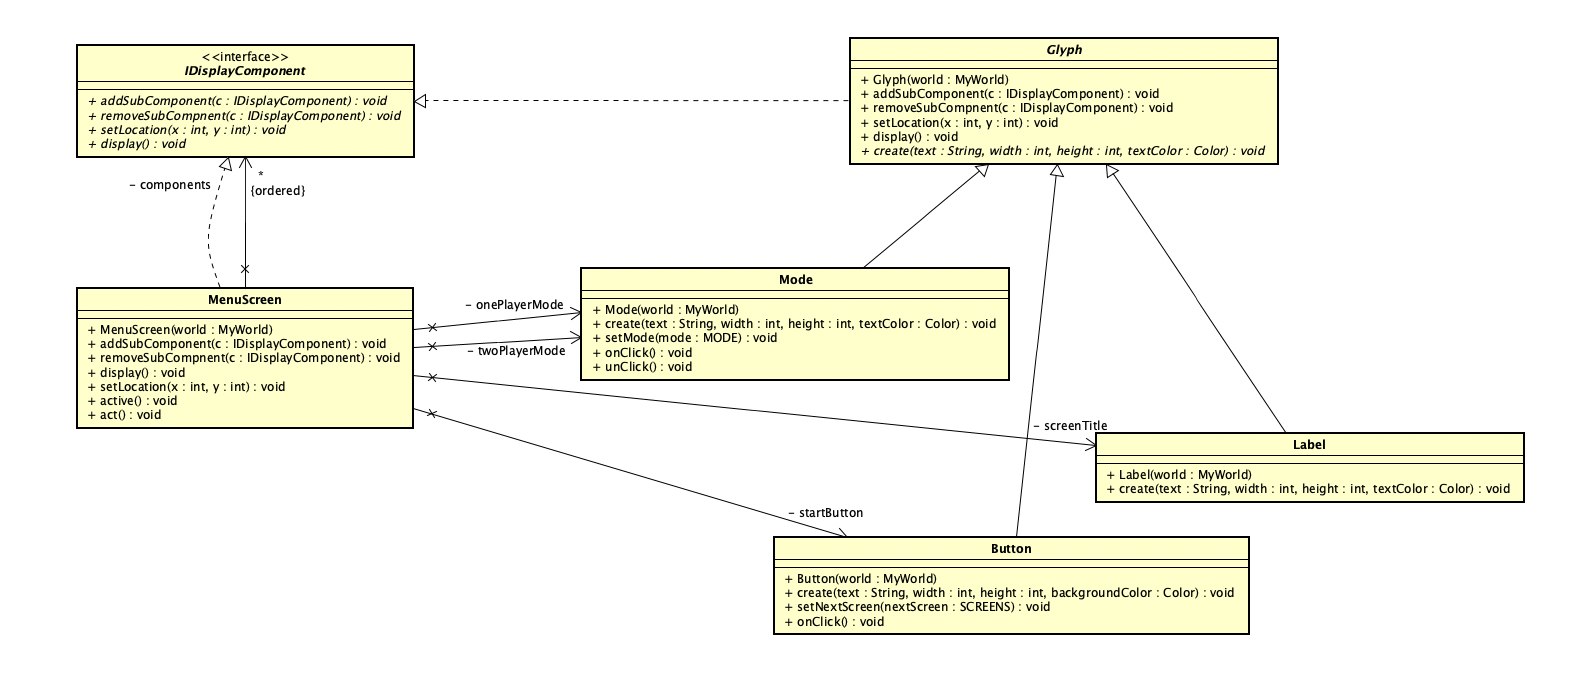 <<interface>>
IDisplayComponent
+ addSubComponent(c : IDisplayComponent) : void
+ removeSubCompnent(c : IDisplayComponent) : void
+ setLocation(x : int, y : int) : void
+ display() : void
Glyph
+ Glyph(world : MyWorld)
+ addSubComponent(c : IDisplayComponent) : void
+ removeSubCompnent(c : IDisplayComponent) : void
+ setLocation(x : int, y : int) : void
+ display() : void
+ create(text : String, width : int, height : int, textColor : Color) : void
- components
*
{ordered}
MenuScreen
+ MenuScreen(world : MyWorld)
+ addSubComponent(c : IDisplayComponent) : void
+ removeSubCompnent(c : IDisplayComponent) : void
+ display() : void
+ setLocation(x : int, y : int) : void
+ active() : void
+ act() : void
- onePlayerMode
- twoPlayerMode
Mode
+ Mode(world : MyWorld)
+ create(text : String, width : int, height : int, textColor : Color) : void
+ setMode(mode : MODE) : void
+ onClick() : void
+ unClick() : void
- screenTitle
Label
+ Label(world : MyWorld)
+ create(text : String, width : int, height : int, textColor : Color) : void
- startButton
Button
+ Button(world : MyWorld)
+ create(text : String, width : int, height : int, backgroundColor : Color) : void
+ setNextScreen(nextScreen : SCREENS) : void
+ onClick() : void